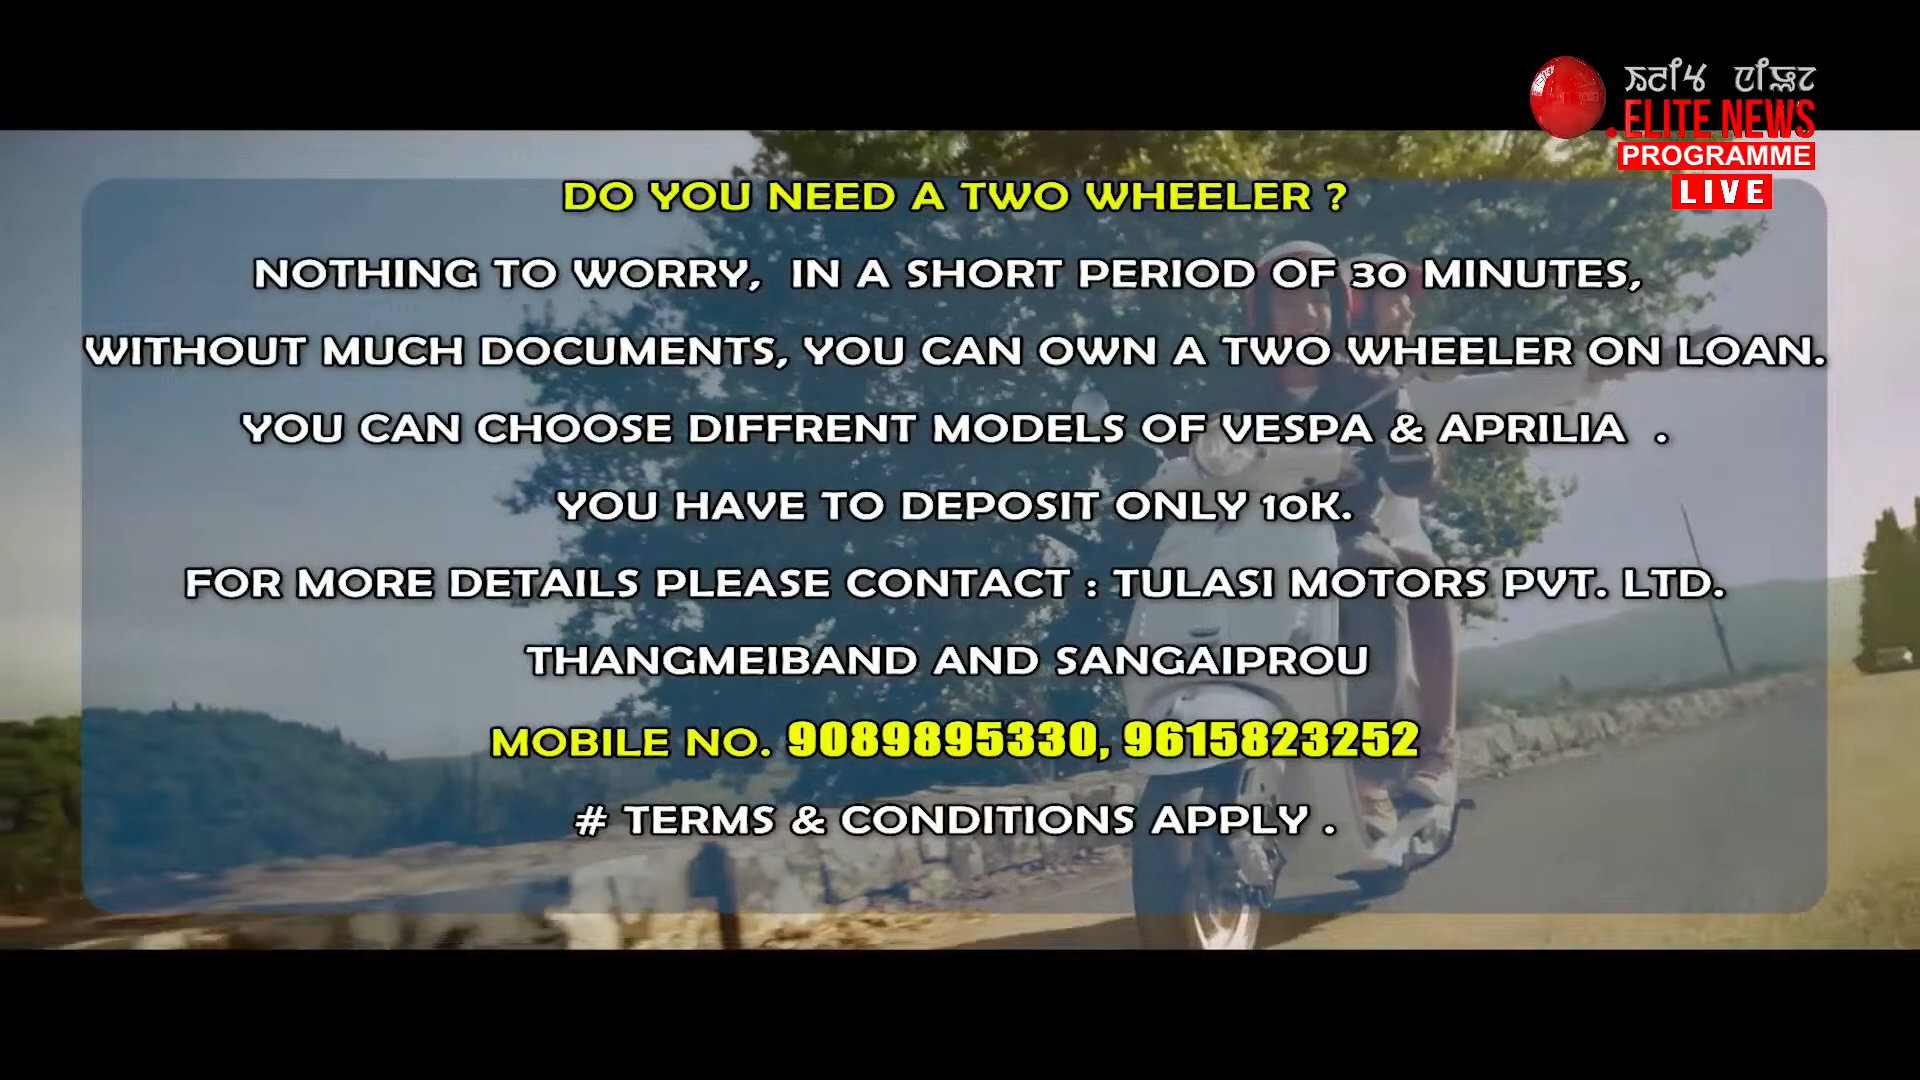 ꯑꯦꯂꯥꯏꯠ
ELITE NEWS
PROGRAMME
LIVE
DO YOU NEED A TWO WHEELER ?
NOTHING TO WORRY, IN A SHORT PERIOD OF 30 MINUTES,
WITHOUT MUCH DOCUMENTS, YOU CAN OWN A TWO WHEELER ON LOAN.
YOU CAN CHOOSE DIFFRENT MODELS OF VESPA & APRILIA .
YOU HAVE TO DEPOSIT ONLY 10K.
FOR MORE DETAILS PLEASE CONTACT : TULASI MOTORS PVT. LTD.
THANGMEIBAND AND SANGAIPROU
MOBILE NO. 9089895330, 9615823252
# TERMS & CONDITIONS APPLY .